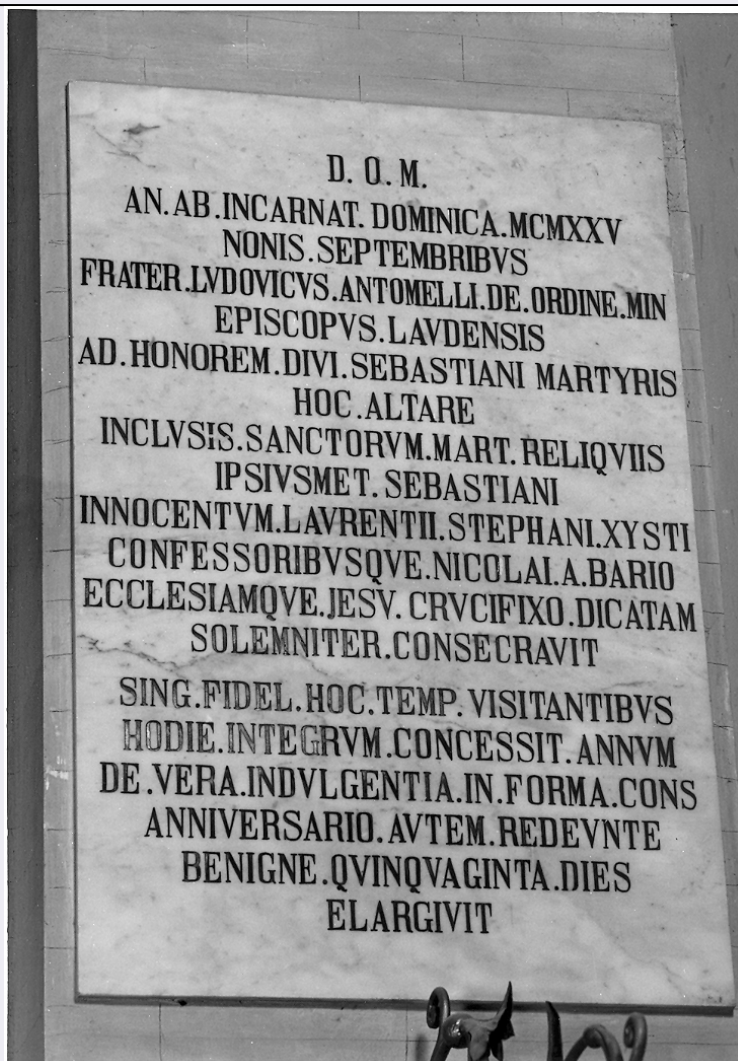 D. O. M.
AN. AB. INCARNAT. DOMINICA. MCMXXV
NONIS. SEPTEMBRIBVS
FRATER. LVDOVICVS. ANTOMELLI. DE. ORDINE. MIN
EPISCOPVS. LAVDENSIS
AD. HONOREM. DIVI. SEBASTIANI MARTYRIS
HOC. ALTARE
INCLVSIS. SANCTORVM. MART. RELIQVIIS
IPSIVSMET. SEBASTIANI
INNOCENTVM. LAVRENTII. STEPHANI. XYSTI
CONFESSORIBVSQVE. NICOLAI. A. BARIO
ECCLESIAMQVE. JESV. CRVCIFIXO. DICATAM
SOLEMNITER. CONSECRAVIT
SING. FIDEL. HOC. TEMP. VISITANTIBVS
HODIE. INTEGRVM. CONCESSIT. ANNVM
DE. VERA. INDVLGENTIA. IN. FORMA. CONS
ANNIVERSARIO. AVTEM. REDEVNTE
BENIGNE. QVINQVAGINTA. DIES
ELARGIVIT